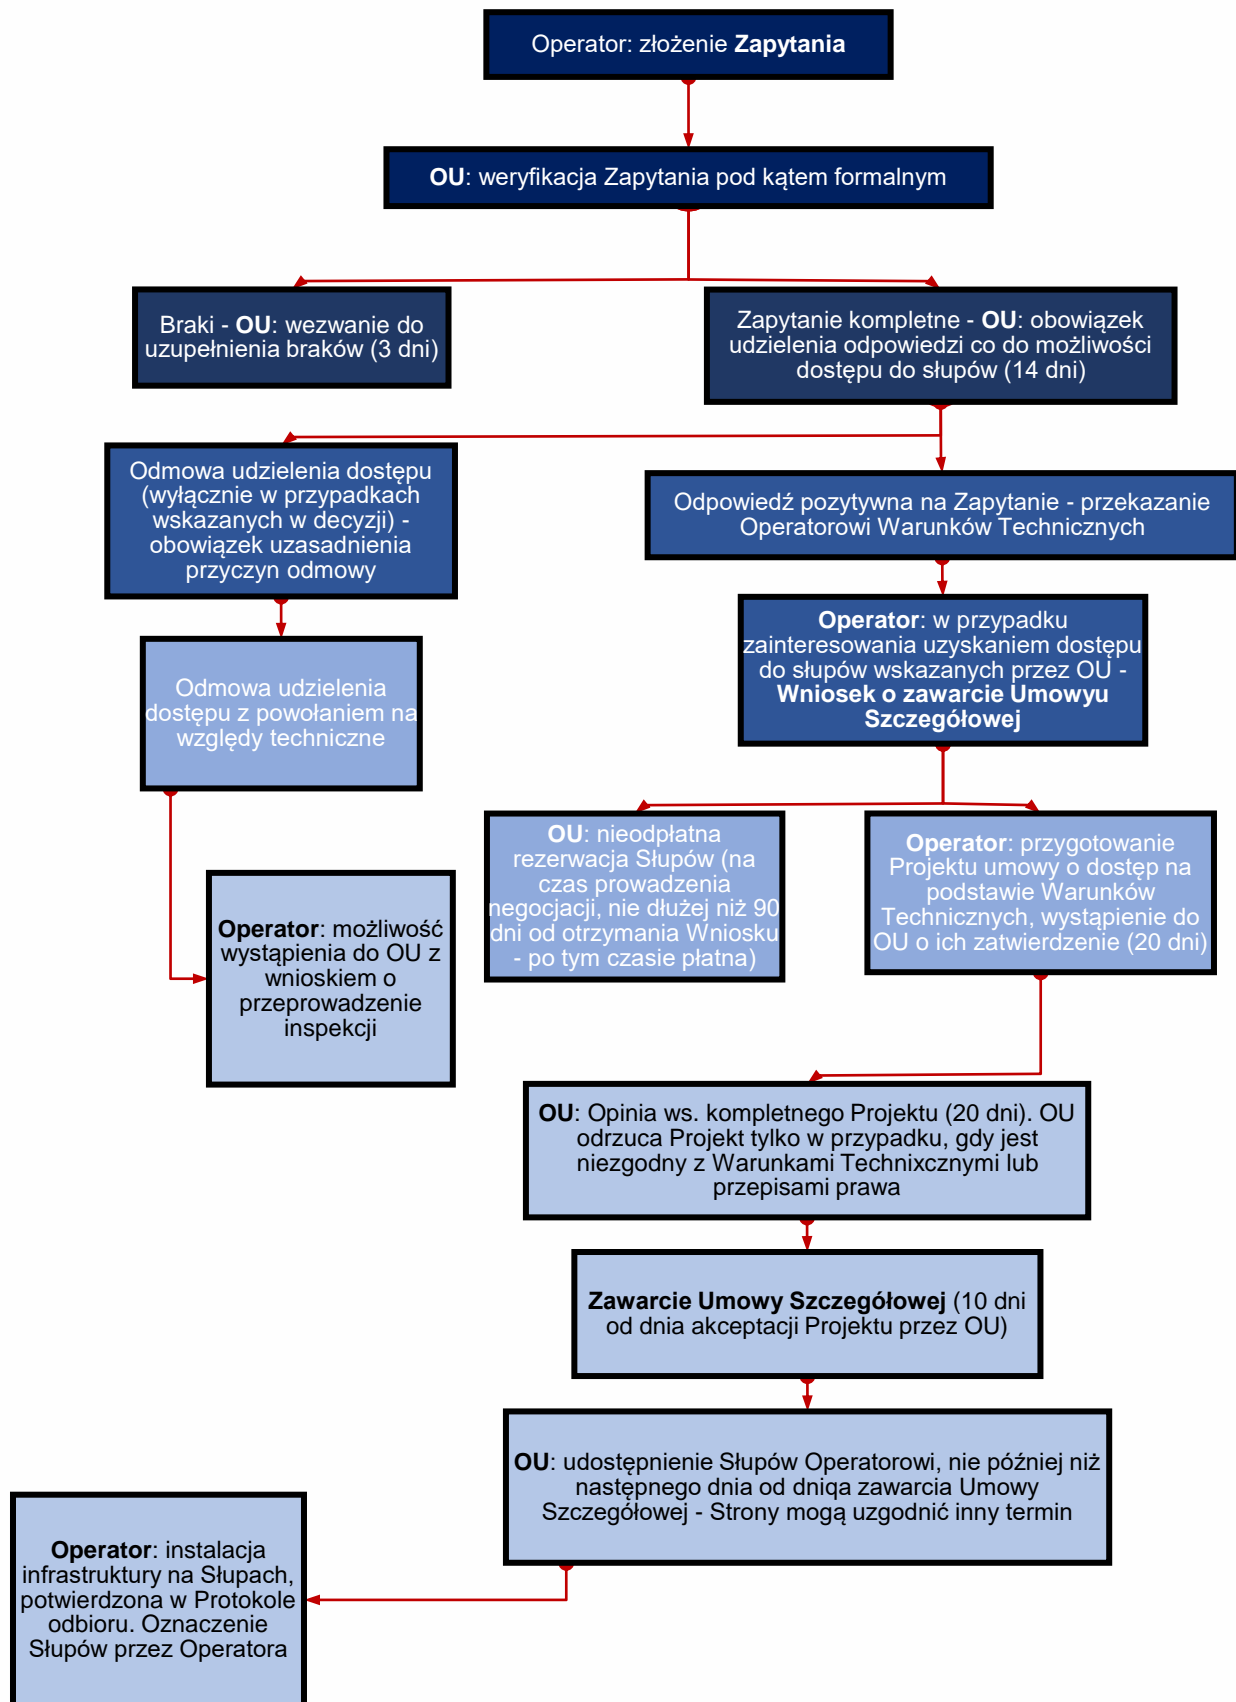 Operator: złożenie Zapytania
OU: weryfikacja Zapytania pod kątem formalnym
Braki - OU: wezwanie do
uzupełnienia braków (3 dni)
Zapytanie kompletne - OU: obowiązek
udzielenia odpowiedzi co do możliwości
dostępu do słupów (14 dni)
Odmowa udzielenia dostępu
(wyłącznie w przypadkach
wskazanych w decyzji) -
obowiązek uzasadnienia
przyczyn odmowy
Odpowiedź pozytywna na Zapytanie - przekazanie
Operatorowi Warunków Technicznych
Operator: w przypadku
zainteresowania uzyskaniem dostępu
do słupów wskazanych przez OU -
Wniosek o zawarcie Umowyu
Szczegółowej
Odmowa udzielenia
dostępu z powołaniem na
względy techniczne
OU: nieodpłatna
rezerwacja Słupów (na
czas prowadzenia
negocjacji, nie dłużej niż 90
dni od otrzymania Wniosku
- po tym czasie płatna)
Operator: przygotowanie
Projektu umowy o dostęp na
podstawie Warunków
Technicznych, wystąpienie do
OU o ich zatwierdzenie (20 dni)
Operator: możliwość
wystąpienia do OU z
wnioskiem o
przeprowadzenie
inspekcji
OU: Opinia ws. kompletnego Projektu (20 dni). OU
odrzuca Projekt tylko w przypadku, gdy jest
niezgodny z Warunkami Technixcznymi lub
przepisami prawa
Zawarcie Umowy Szczegółowej (10 dni
od dnia akceptacji Projektu przez OU)
OU: udostępnienie Słupów Operatorowi, nie później niż
następnego dnia od dniqa zawarcia Umowy
Szczegółowej - Strony mogą uzgodnić inny termin
Operator: instalacja
infrastruktury na Słupach,
potwierdzona w Protokole
odbioru. Oznaczenie
Słupów przez Operatora